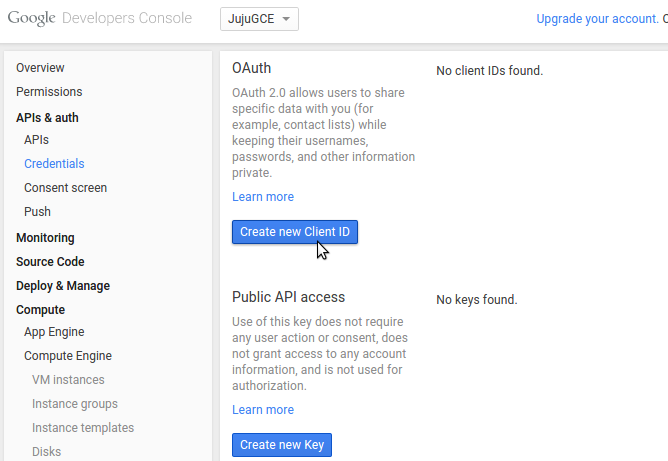 Google Developers Console
JujuGCE
Upgrade your account.
Overview
Permissions
APIs & auth
APIs
Credentials
Consent screen
Push
Monitoring
Source Code
Deploy & Manage
Compute
App Engine
Compute Engine
VM instances
Instance groups
Instance templates
Disks
OAuth
OAuth 2.0 allows users to share
specific data with you (for
example, contact lists) while
keeping their usernames,
passwords, and other information
private.
Learn more
Create new Client ID
No client IDs found.
Public API access
Use of this key does not require
any user action or consent, does
not grant access to any account
information, and is not used for
authorization.
Learn more
Create new Key
No keys found.